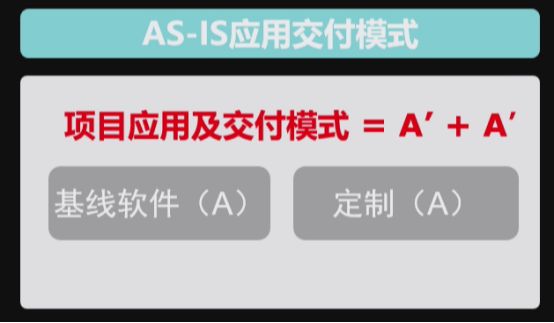 AS-IS应用交付模式
项目应用及交付模式 = A′ + A′
基线软件（A）
定制（A）